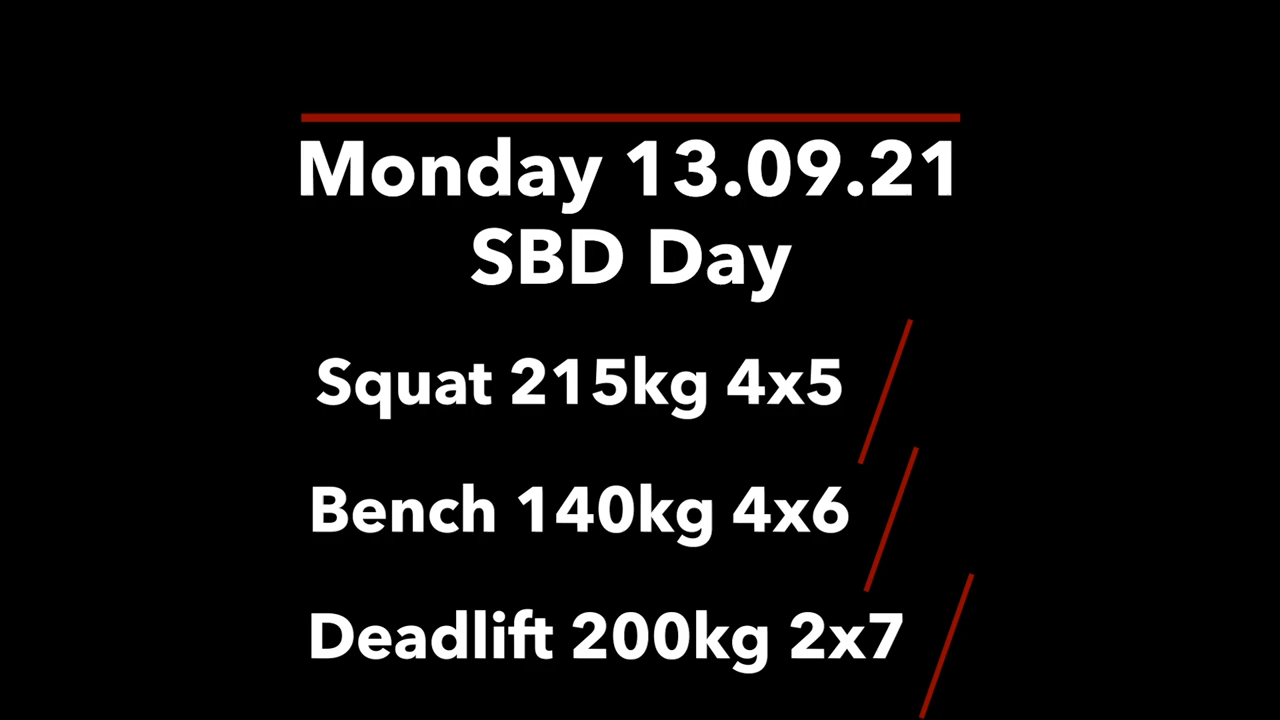 Monday 13.09.21
SBD Day
Squat 215kg 4x5
Bench 140kg 4x6
Deadlift 200kg 2x7